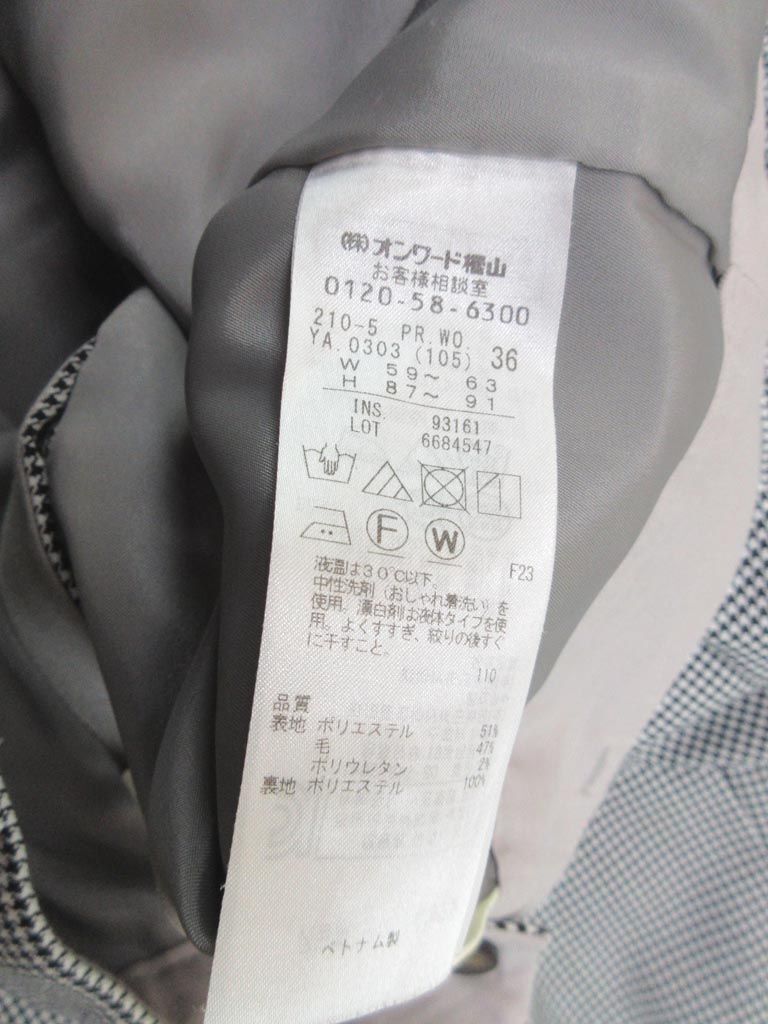 (株)オンワード樫山
お客様相談室
0120-58-6300
210-5 PR.WO. 36
YA.0303 (105)
W 59～ 63
H 87～ 91
INS. 93161
LOT 6684547
F W
F23
液温は30℃以下。
中性洗剤（おしゃれ着洗い）を
使用。漂白剤は液体タイプを使
用。よくすすぎ、絞りの後すぐ
に干すこと。
110
品質
表地 ポリエステル 51%
毛 47%
ポリウレタン 2%
裏地 ポリエステル 100%
ベトナム製